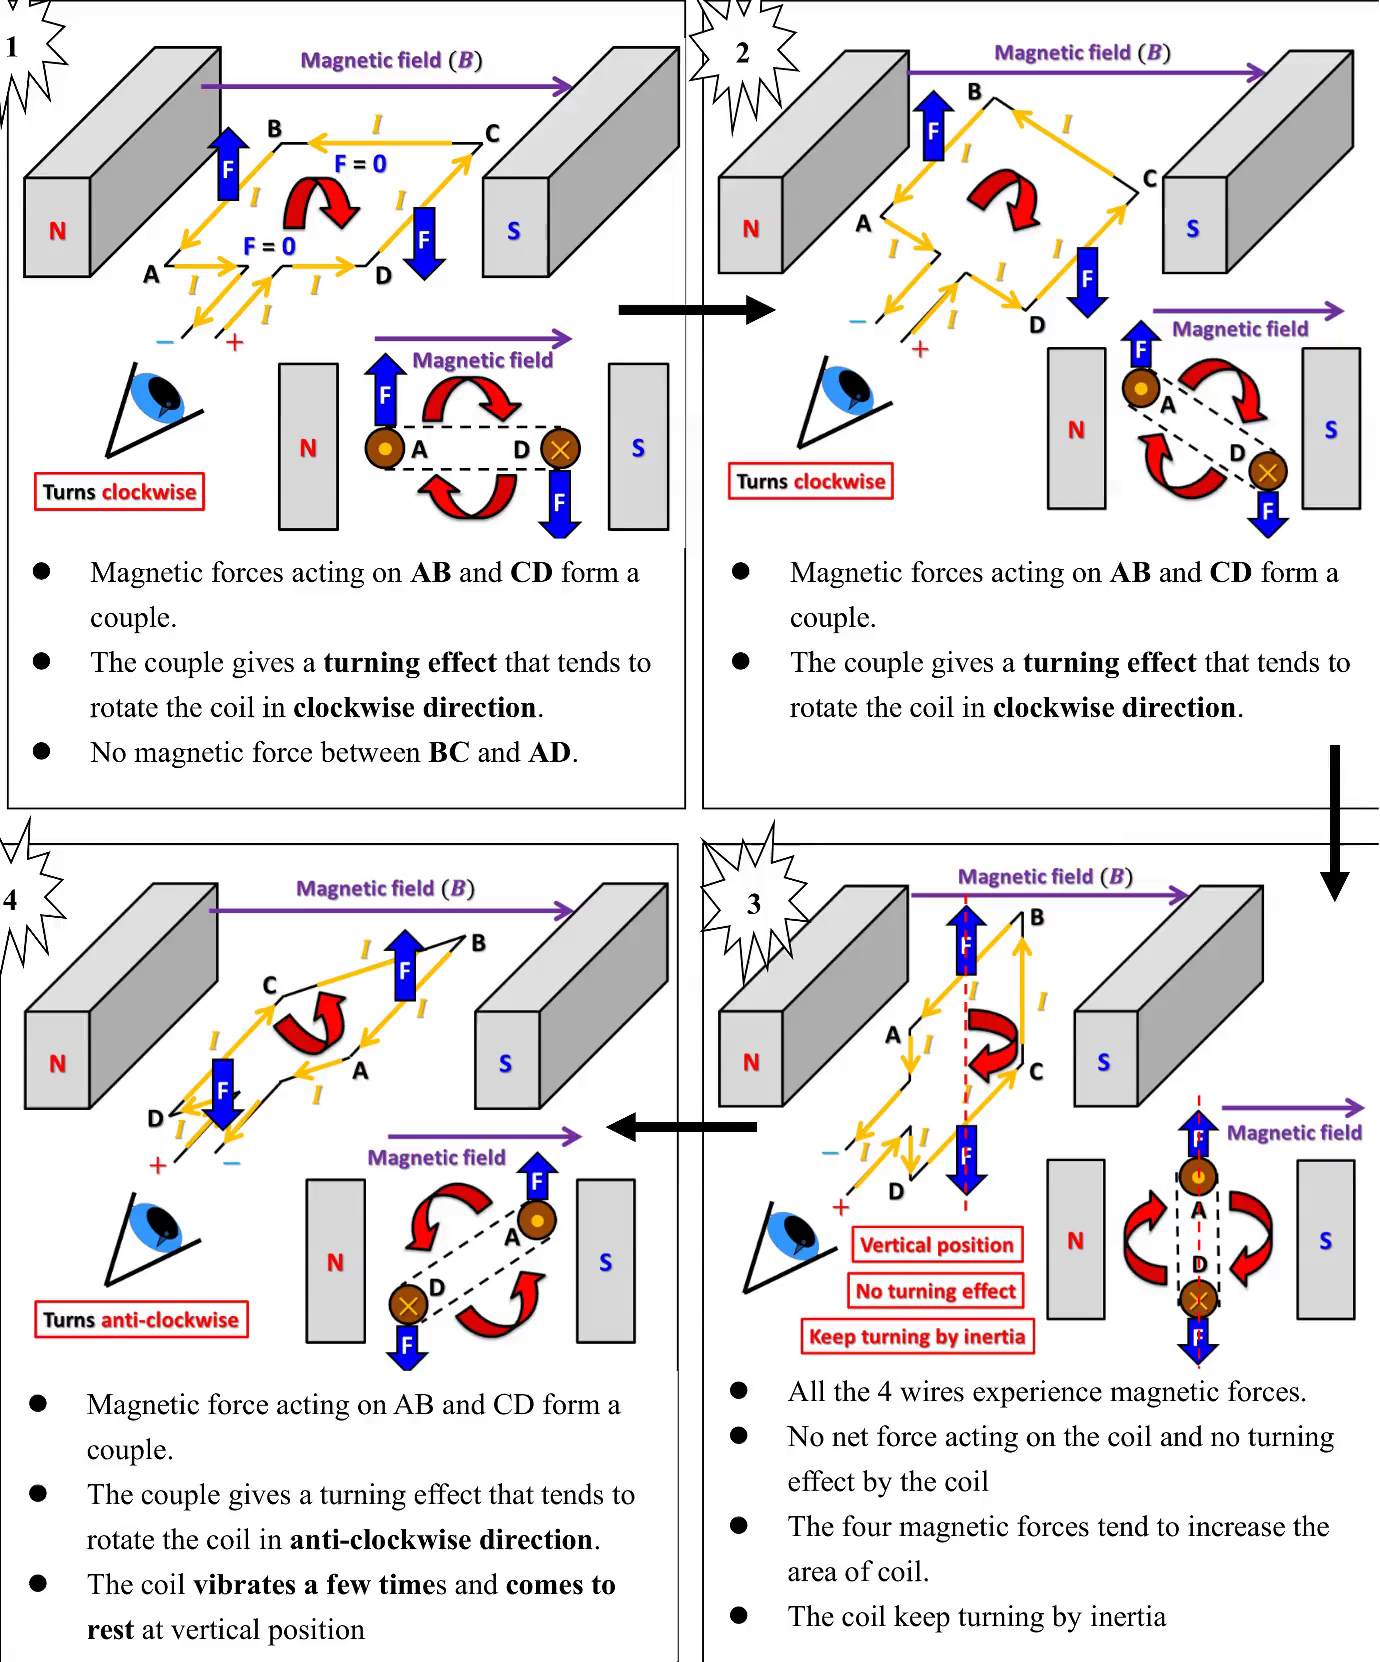 1
Magnetic field (B)
B
I
C
F
F = 0
I
I
F = 0
F
N
S
A
I
I
D
I
−
+
Magnetic field
F
N
A
D
S
F
Turns clockwise
● Magnetic forces acting on AB and CD form a
couple.
● The couple gives a turning effect that tends to
rotate the coil in clockwise direction.
● No magnetic force between BC and AD.
2
Magnetic field (B)
B
F
I
I
C
A
N
S
I
I
I
F
I
D
−
+
Magnetic field
F
A
N
D
S
F
Turns clockwise
● Magnetic forces acting on AB and CD form a
couple.
● The couple gives a turning effect that tends to
rotate the coil in clockwise direction.
3
Magnetic field (B)
B
F
I
I
A
I
N
S
C
I
I
I
F
D
−
+
Magnetic field
F
A
N
S
D
F
Vertical position
No turning effect
Keep turning by inertia
● All the 4 wires experience magnetic forces.
● No net force acting on the coil and no turning
effect by the coil
● The four magnetic forces tend to increase the
area of coil.
● The coil keep turning by inertia
4
Magnetic field (B)
B
I
F
C
I
I
N
S
A
F
I
D
I
+
−
Magnetic field
F
A
N
S
D
F
Turns anti-clockwise
● Magnetic force acting on AB and CD form a
couple.
● The couple gives a turning effect that tends to
rotate the coil in anti-clockwise direction.
● The coil vibrates a few times and comes to
rest at vertical position